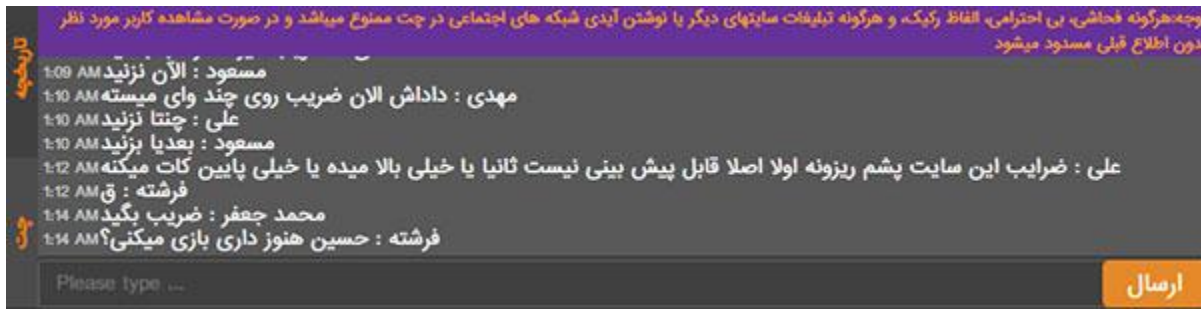 وجه:هرگونه فحاشی، بی احترامی، الفاظ رکیک، و هرگونه تبلیغات سایتهای دیگر یا نوشتن آیدی شبکه های اجتماعی در چت ممنوع میباشد و در صورت مشاهده کاربر مورد نظر
دون اطلاع قبلی مسدود میشود
تاریخچه
مسعود : الآن نزنید 1:09 AM
مهدی : داداش الان ضریب روی چند وای میسته 1:10 AM
علی : چنتا نزنید 1:10 AM
مسعود : بعدیا بزنید 1:10 AM
علی : ضرایب این سایت پشم ریزونه اولا اصلا قابل پیش بینی نیست ثانیا یا خیلی بالا میده یا خیلی پایین کات میکنه 1:12 AM
فرشته : ق 1:12 AM
محمد جعفر : ضریب بگید 1:14 AM
فرشته : حسین هنوز داری بازی میکنی؟ 1:14 AM
چت
Please type ...
ارسال